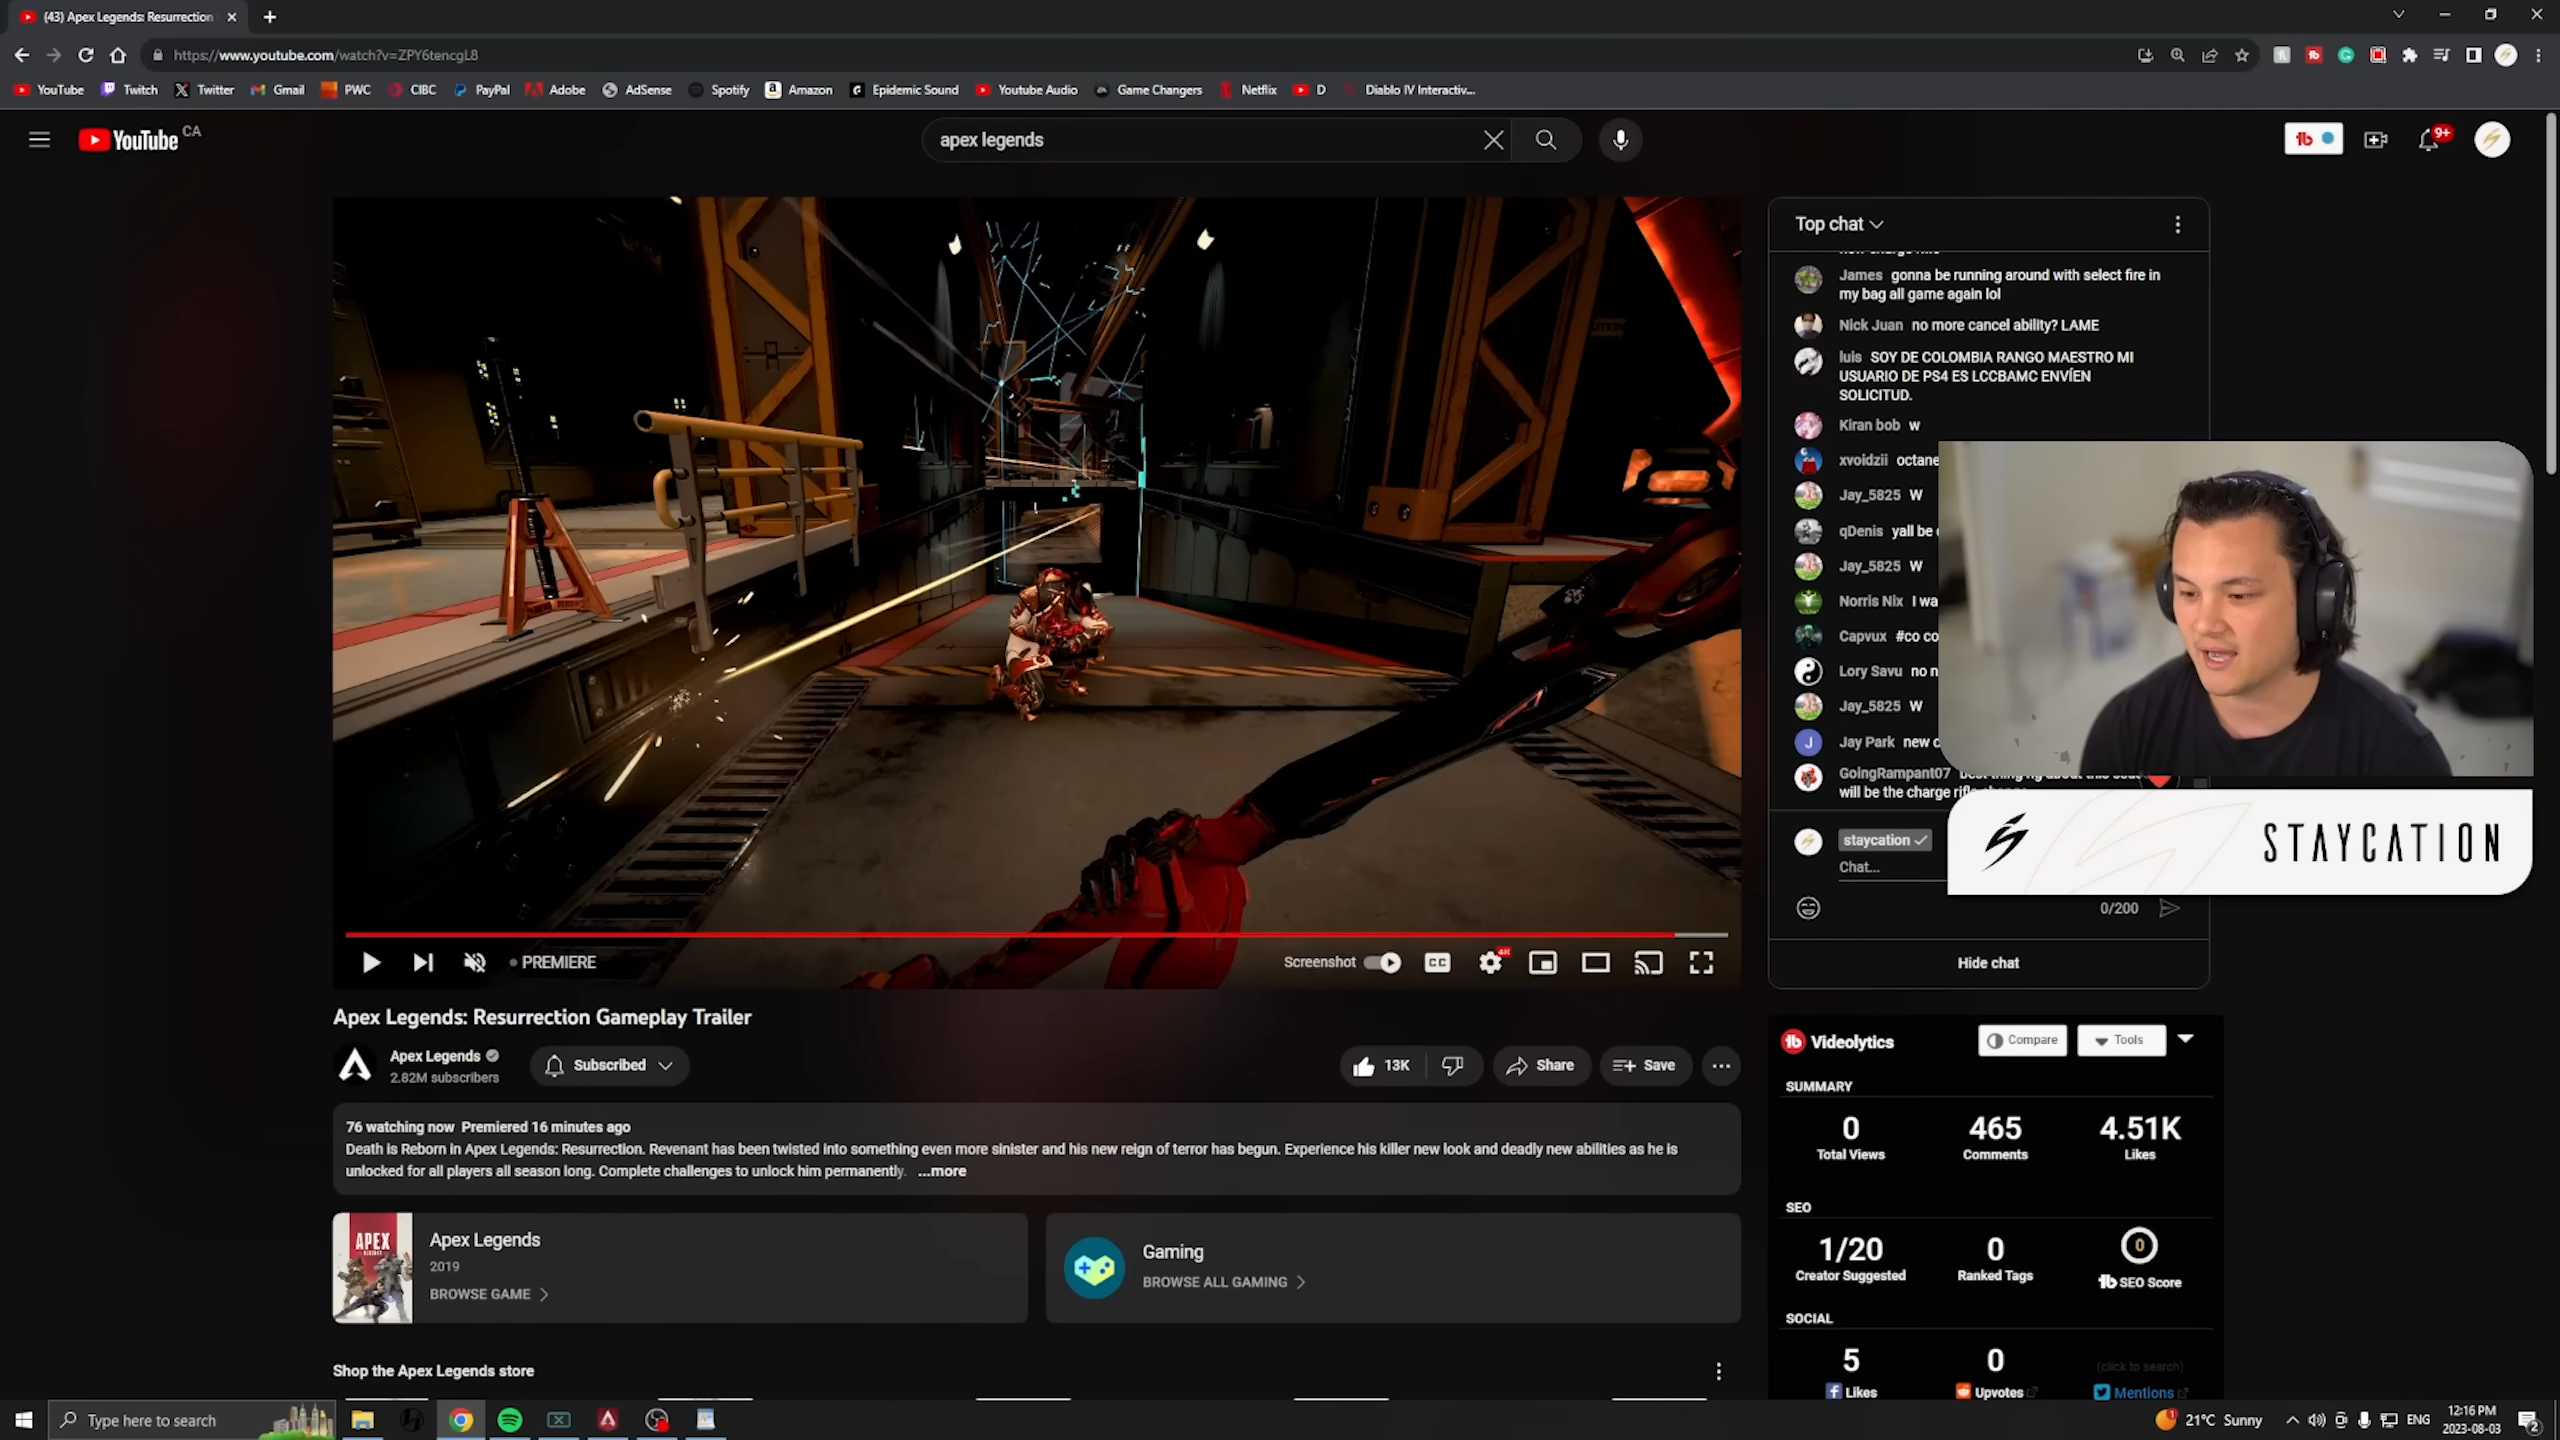 (43) Apex Legends: Resurrection
https://www.youtube.com/watch?v=ZPY6tencgL8
YouTube Twitch Twitter Gmail PWC CIBC PayPal Adobe AdSense Spotify Amazon Epidemic Sound Youtube Audio Game Changers Netflix D Diablo IV Interactiv...
YouTube CA
apex legends
9+
Top chat
James gonna be running around with select fire in
my bag all game again lol
Nick Juan no more cancel ability? LAME
luis SOY DE COLOMBIA RANGO MAESTRO MI
USUARIO DE PS4 ES LCCBAMC ENVÍEN
SOLICITUD.
Kiran bob w
xvoidzii octane
Jay_5825 W
qDenis yall be
Jay_5825 W
Norris Nix I wa
Capvux #co co
Lory Savu no n
Jay_5825 W
Jay Park new c
GoingRampant07 best thing
will be the charge
staycation
Chat...
0/200
Hide chat
STAYCATION
PREMIERE
Screenshot
CC
Apex Legends: Resurrection Gameplay Trailer
Apex Legends
2.82M subscribers
Subscribed
13K
Share
Save
76 watching now Premiered 16 minutes ago
Death is Reborn in Apex Legends: Resurrection. Revenant has been twisted into something even more sinister and his new reign of terror has begun. Experience his killer new look and deadly new abilities as he is
unlocked for all players all season long. Complete challenges to unlock him permanently. ...more
APEX
Apex Legends
2019
BROWSE GAME
Gaming
BROWSE ALL GAMING
Shop the Apex Legends store
Videolytics
Compare
Tools
SUMMARY
0 465 4.51K
Total Views Comments Likes
SEO
1/20 0 0
Creator Suggested Ranked Tags SEO Score
SOCIAL
5 0 (click to search)
Likes Upvotes Mentions
Type here to search
21°C Sunny
ENG
12:16 PM
2023-08-03
2